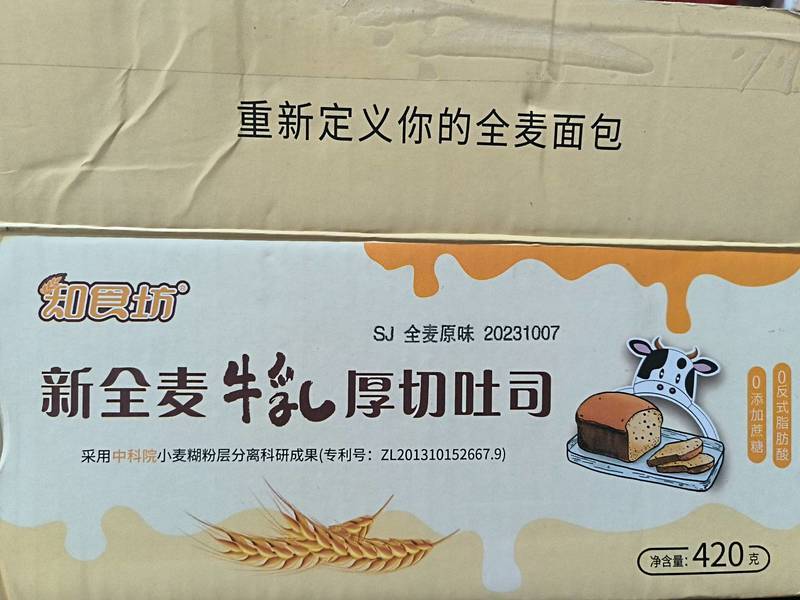 重新定义你的全麦面包
知食坊®
SJ 全麦原味 20231007
新全麦牛乳厚切吐司
采用中科院小麦糊粉层分离科研成果(专利号：ZL201310152667.9)
0添加蔗糖
0反式脂肪酸
净含量：420克